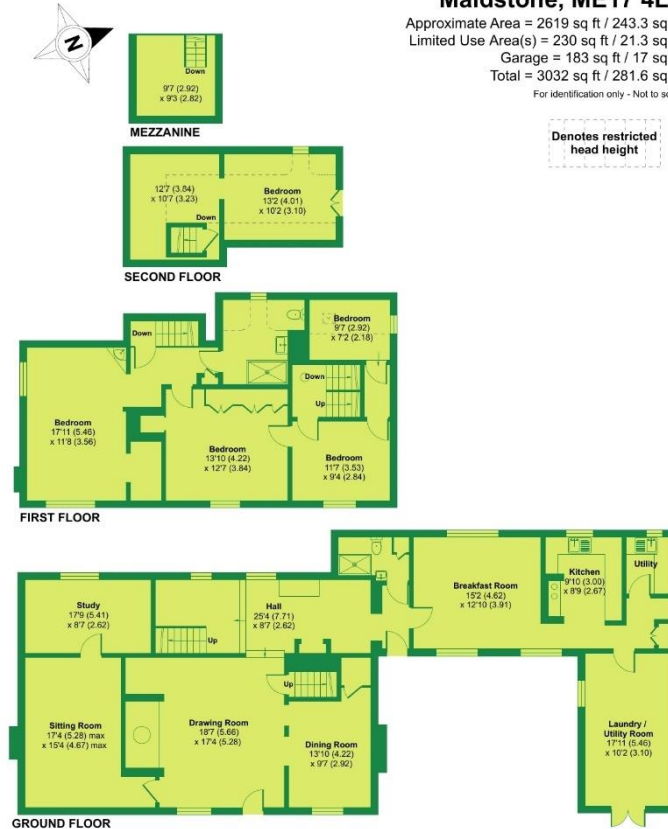 Maidstone, ME17 4L
Approximate Area = 2619 sq ft / 243.3 sq
Limited Use Area(s) = 230 sq ft / 21.3 sq
Garage = 183 sq ft / 17 sq
Total = 3032 sq ft / 281.6 sq
For identification only - Not to sc
Denotes restricted
head height
N
Down
9'7 (2.92)
x 9'3 (2.82)
MEZZANINE
12'7 (3.84)
x 10'7 (3.23)
Down
Bedroom
13'2 (4.01)
x 10'2 (3.10)
SECOND FLOOR
Down
Bedroom
9'7 (2.92)
x 7'2 (2.18)
Down
Up
Bedroom
17'11 (5.46)
x 11'8 (3.56)
Bedroom
13'10 (4.22)
x 12'7 (3.84)
Bedroom
11'7 (3.53)
x 9'4 (2.84)
FIRST FLOOR
Study
17'9 (5.41)
x 8'7 (2.62)
Up
Hall
25'4 (7.71)
x 8'7 (2.62)
Breakfast Room
15'2 (4.62)
x 12'10 (3.91)
Kitchen
9'10 (3.00)
x 8'9 (2.67)
Utility
Sitting Room
17'4 (5.28) max
x 15'4 (4.67) max
Drawing Room
18'7 (5.66)
x 17'4 (5.28)
Up
Dining Room
13'10 (4.22)
x 9'7 (2.92)
Laundry /
Utility Room
17'11 (5.46)
x 10'2 (3.10)
GROUND FLOOR